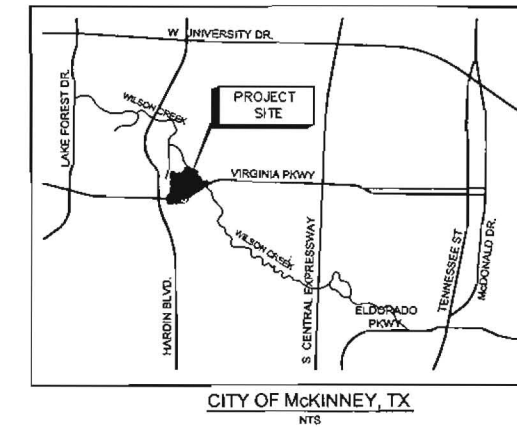 W UNIVERSITY DR.
LAKE FOREST DR.
WILSON CREEK
PROJECT
SITE
VIRGINIA PKWY
WILSON CREEK
HARDIN BLVD.
S CENTRAL EXPRESSWAY
TENNESSEE ST
McDONALD DR.
ELDORADO
PKWY
CITY OF McKINNEY, TX
NTS